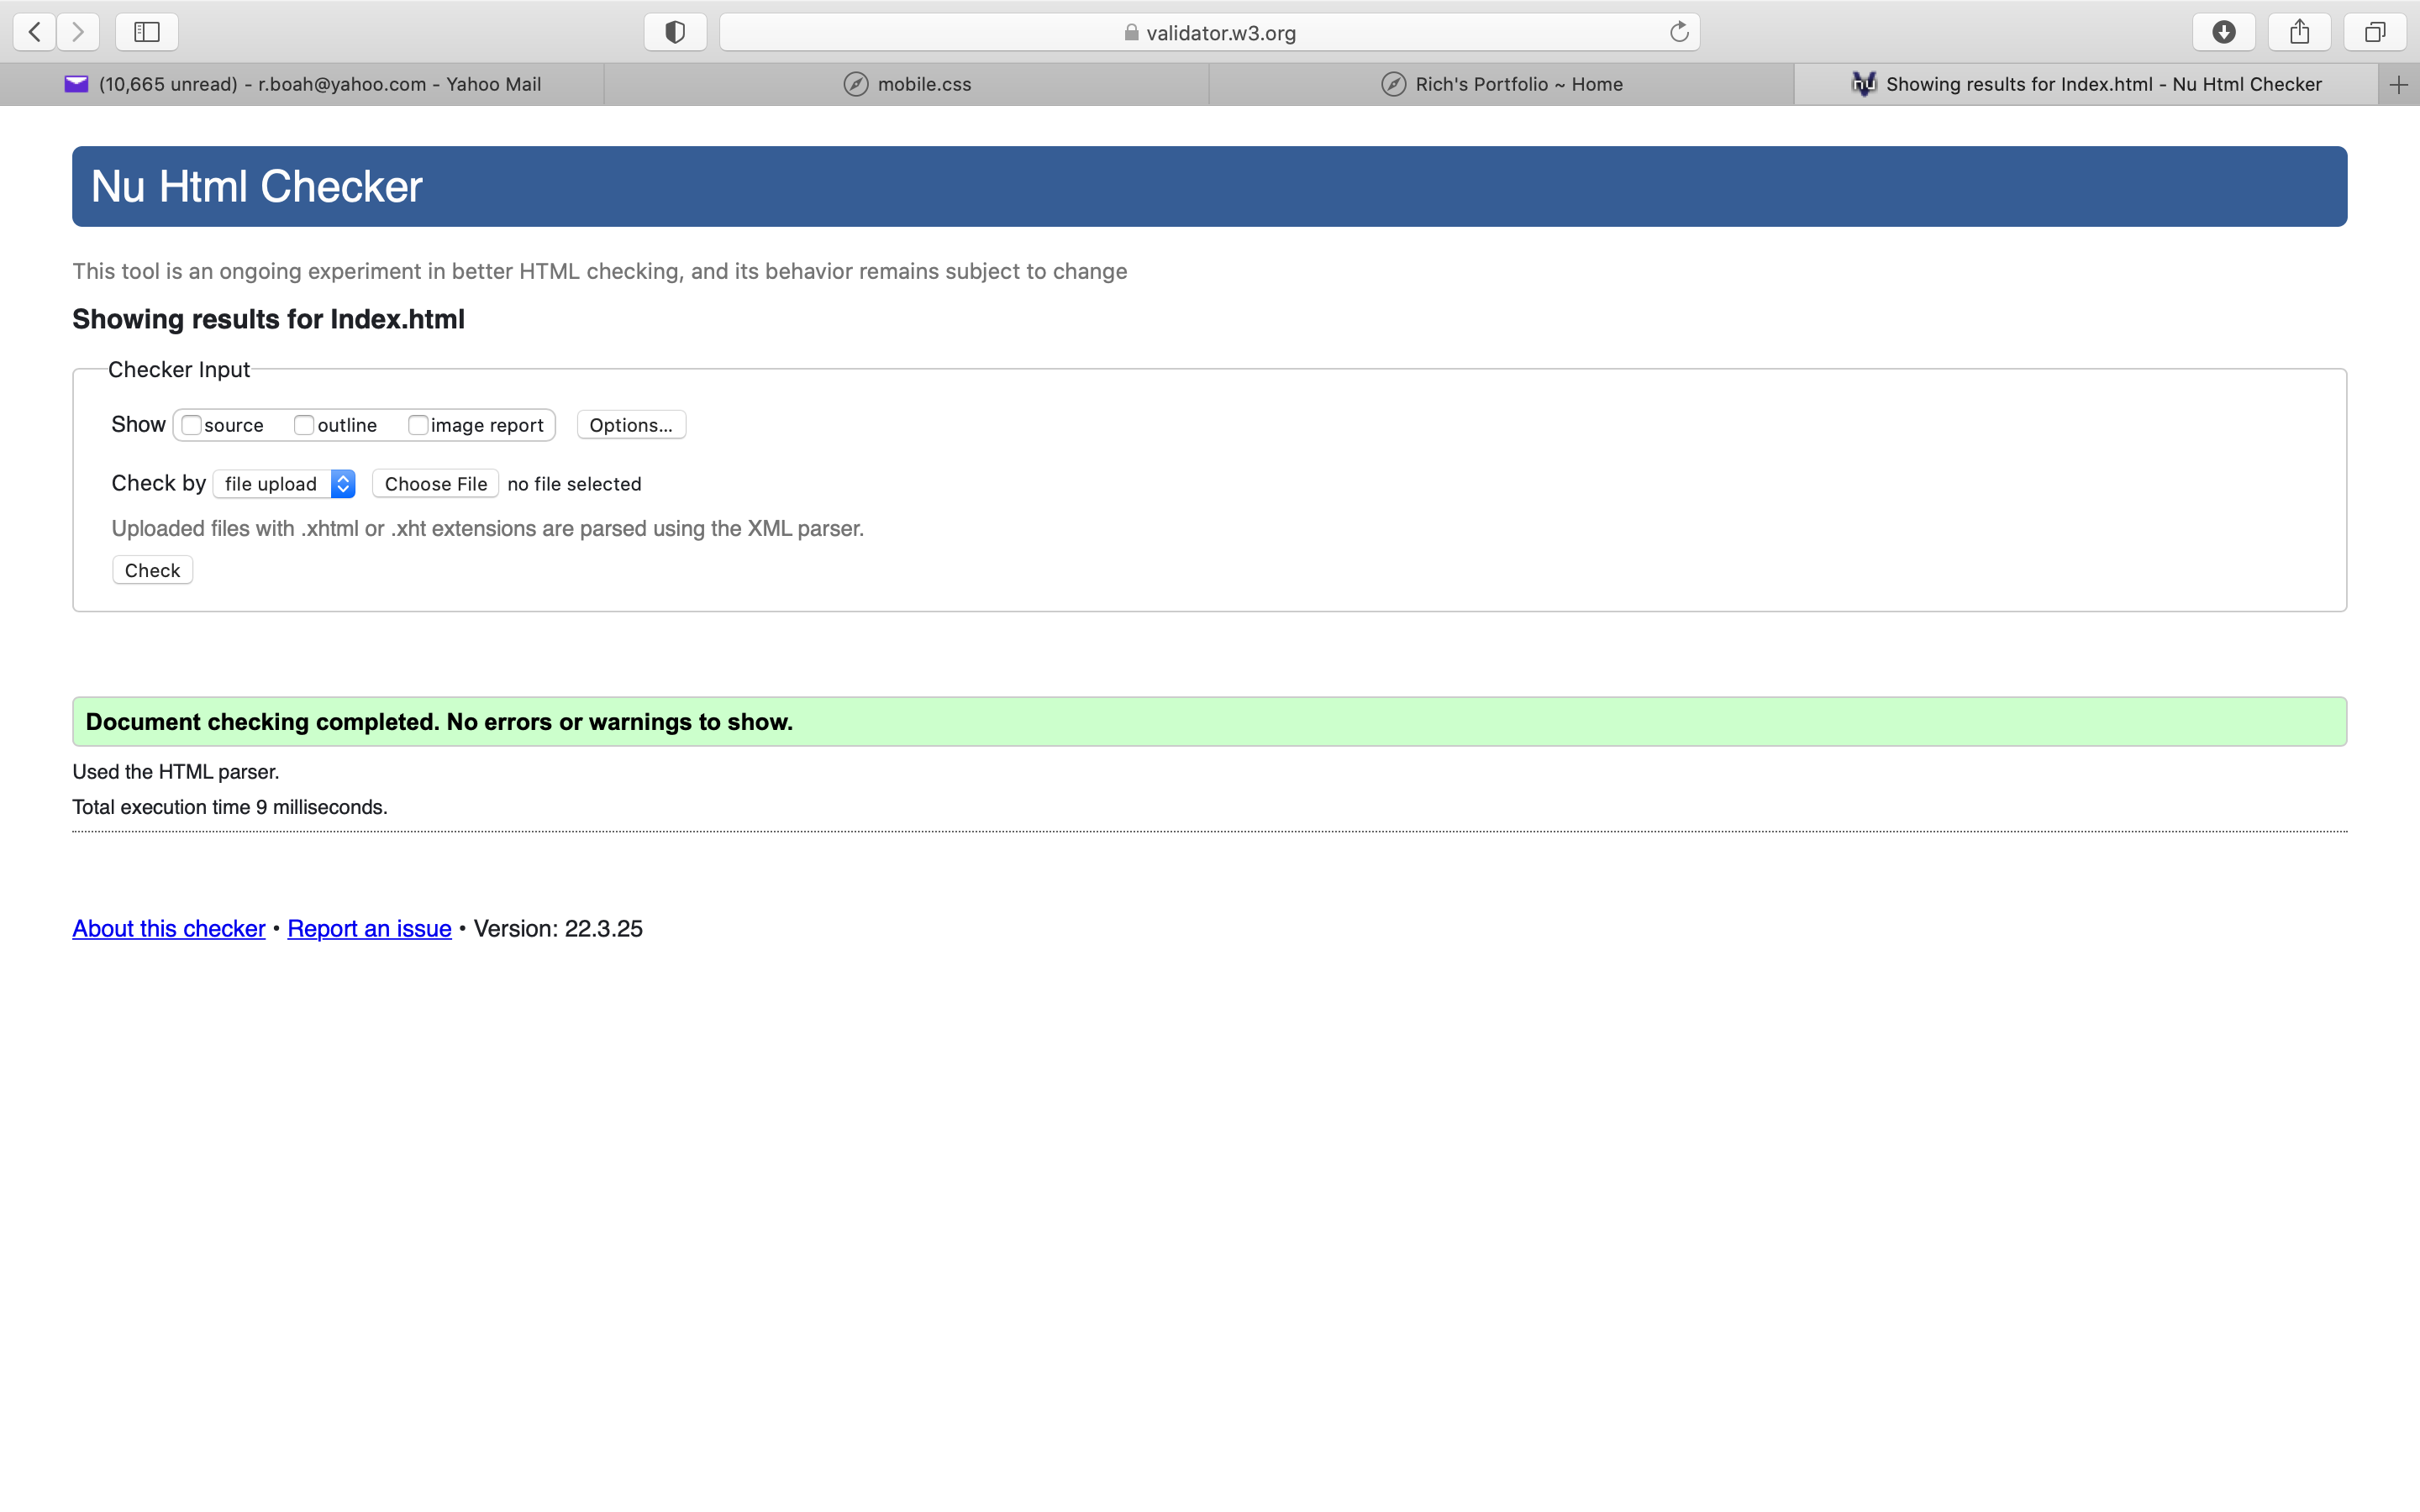 validator.w3.org
(10,665 unread) - r.boah@yahoo.com - Yahoo Mail
mobile.css
Rich's Portfolio ~ Home
nu
Showing results for Index.html - Nu Html Checker
Nu Html Checker
This tool is an ongoing experiment in better HTML checking, and its behavior remains subject to change
Showing results for Index.html
Checker Input
Show source outline image report Options...
Check by file upload Choose File no file selected
Uploaded files with .xhtml or .xht extensions are parsed using the XML parser.
Check
Document checking completed. No errors or warnings to show.
Used the HTML parser.
Total execution time 9 milliseconds.
About this checker • Report an issue • Version: 22.3.25